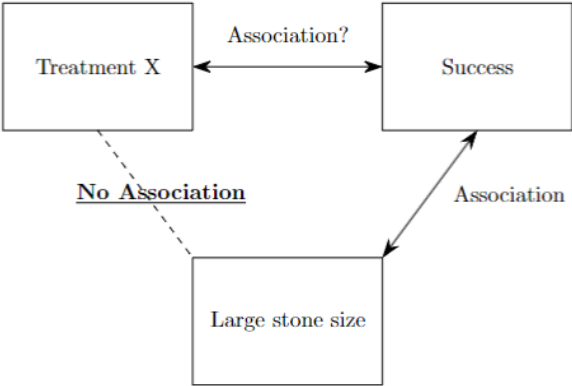 Association?
Treatment X
Success
No Association
Association
Large stone size